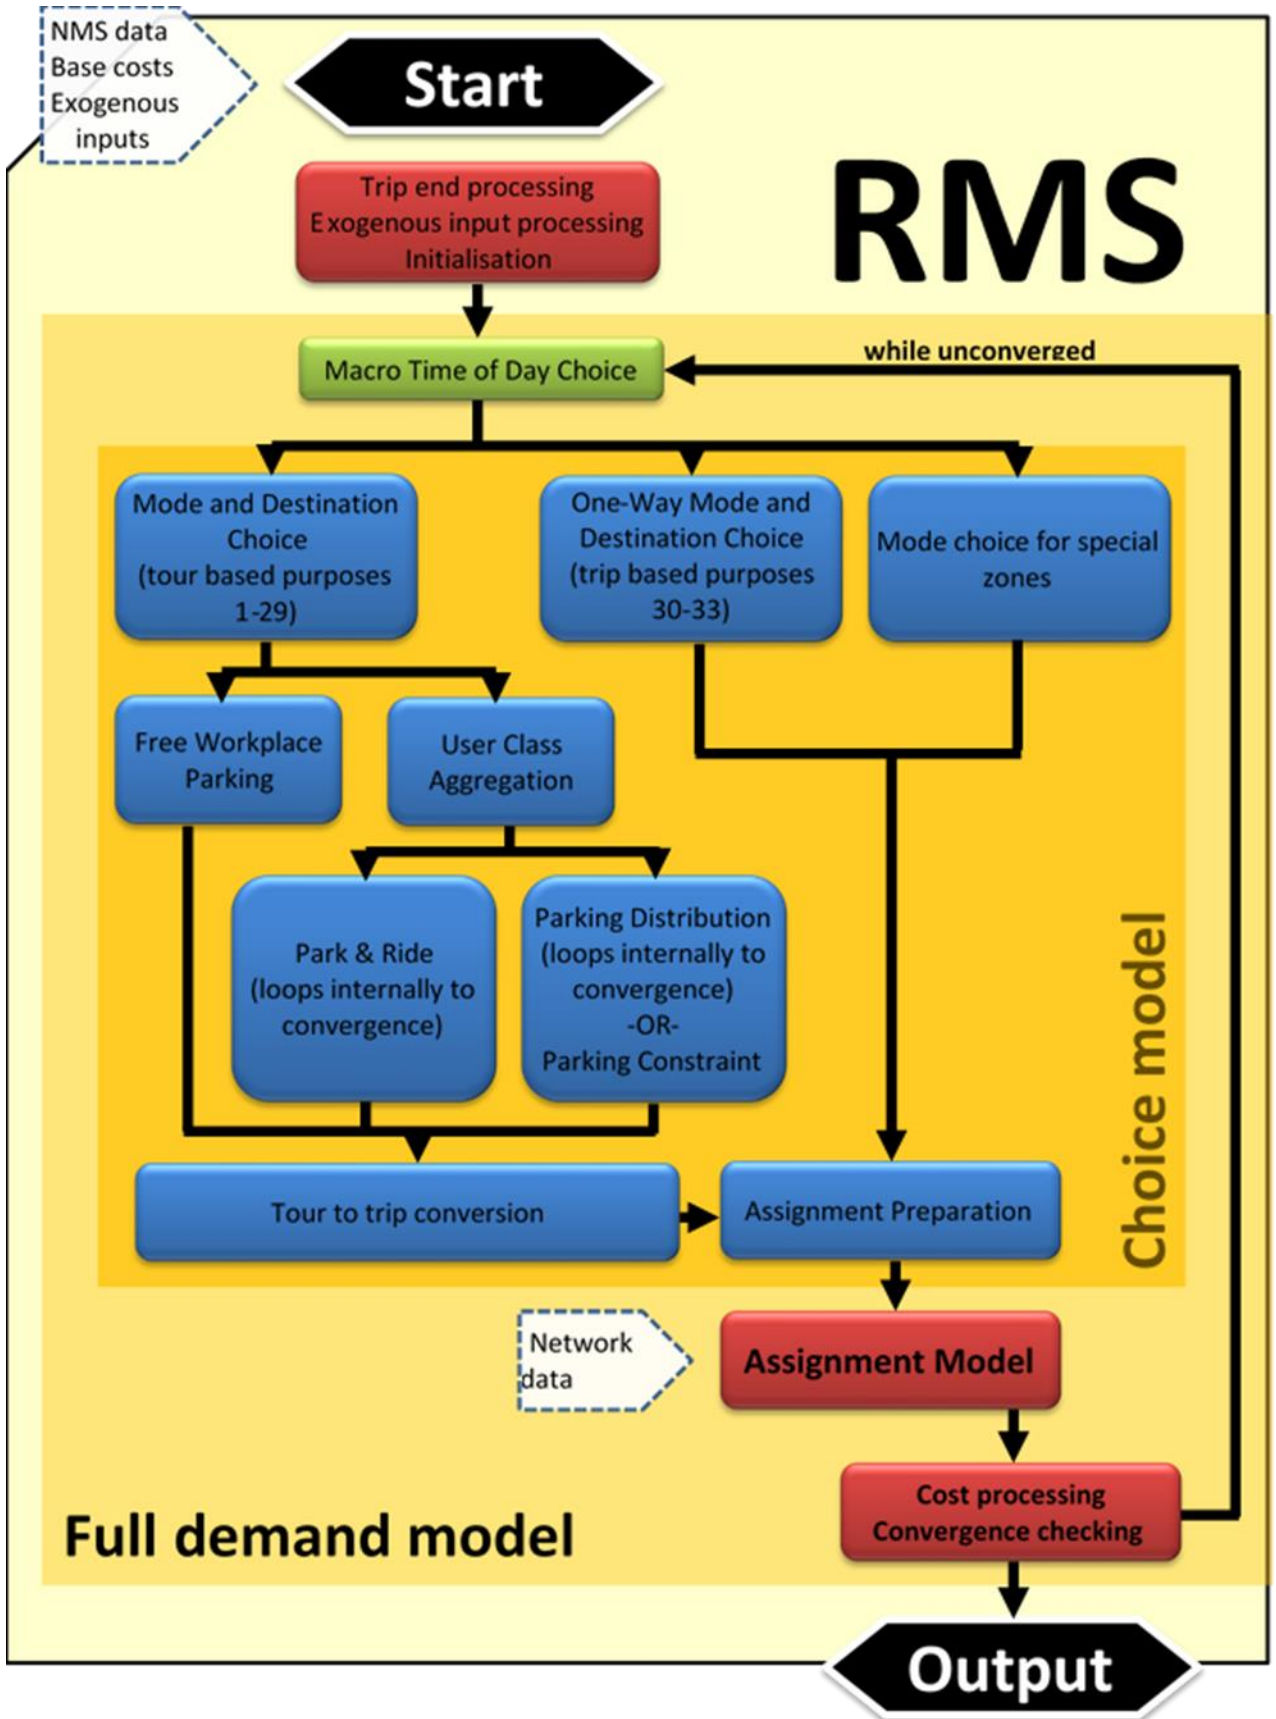 NMS data
Base costs
Exogenous
inputs
Start
RMS
Trip end processing
Exogenous input processing
Initialisation
while unconverged
Macro Time of Day Choice
Mode and Destination
Choice
(tour based purposes
1-29)
One-Way Mode and
Destination Choice
(trip based purposes
30-33)
Mode choice for special
zones
Free Workplace
Parking
User Class
Aggregation
Park & Ride
(loops internally to
convergence)
Parking Distribution
(loops internally to
convergence)
-OR-
Parking Constraint
Choice model
Tour to trip conversion
Assignment Preparation
Network
data
Assignment Model
Cost processing
Convergence checking
Full demand model
Output